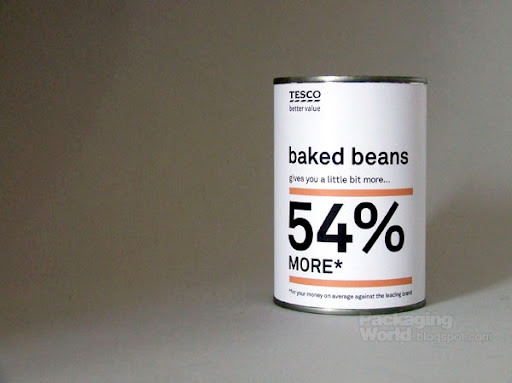 TESCO
better value
baked beans
gives you a little bit more...
54%
MORE*
*for your money on average against the leading brand
Packaging
World.blogspot.com